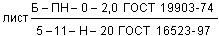 лист Б – ПН – 0 – 2,0 ГОСТ 19903-74
5 – 11 – Н – 20 ГОСТ 16523-97